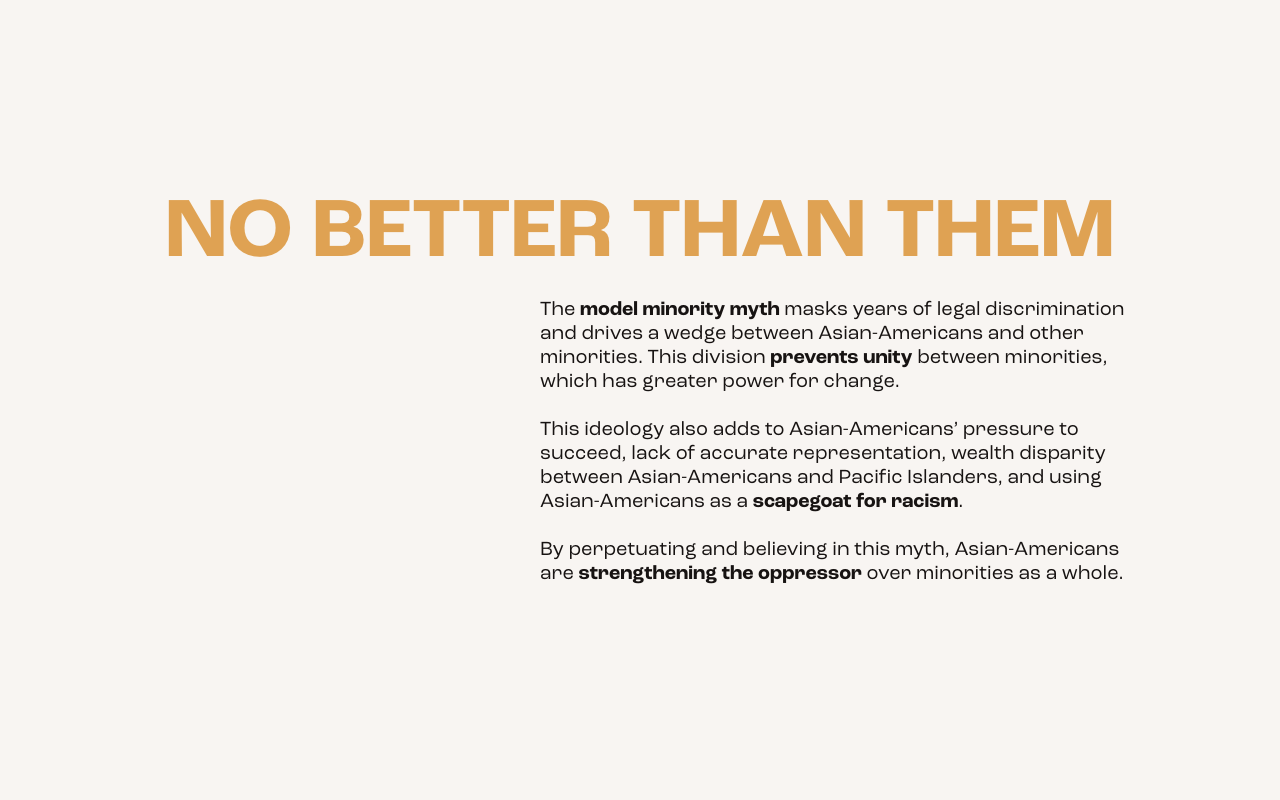 NO BETTER THAN THEM
The model minority myth masks years of legal discrimination
and drives a wedge between Asian-Americans and other
minorities. This division prevents unity between minorities,
which has greater power for change.
This ideology also adds to Asian-Americans’ pressure to
succeed, lack of accurate representation, wealth disparity
between Asian-Americans and Pacific Islanders, and using
Asian-Americans as a scapegoat for racism.
By perpetuating and believing in this myth, Asian-Americans
are strengthening the oppressor over minorities as a whole.